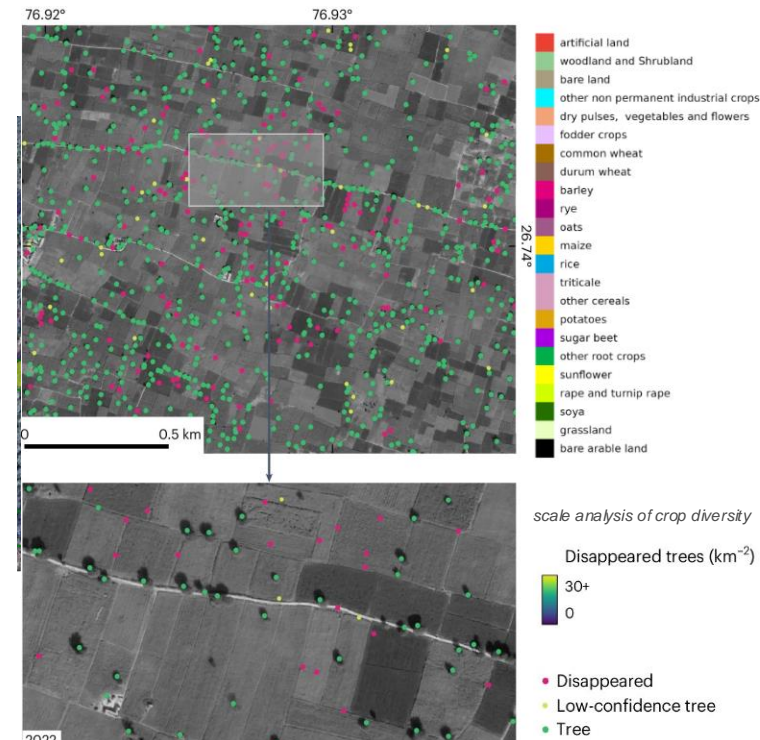 76.92°
76.93°
26.74°
0
0.5 km
artificial land
woodland and Shrubland
bare land
other non permanent industrial crops
dry pulses, vegetables and flowers
fodder crops
common wheat
durum wheat
barley
rye
oats
maize
rice
triticale
other cereals
potatoes
sugar beet
other root crops
sunflower
rape and turnip rape
soya
grassland
bare arable land
scale analysis of crop diversity
Disappeared trees (km⁻²)
30+
0
Disappeared
Low-confidence tree
Tree
2022